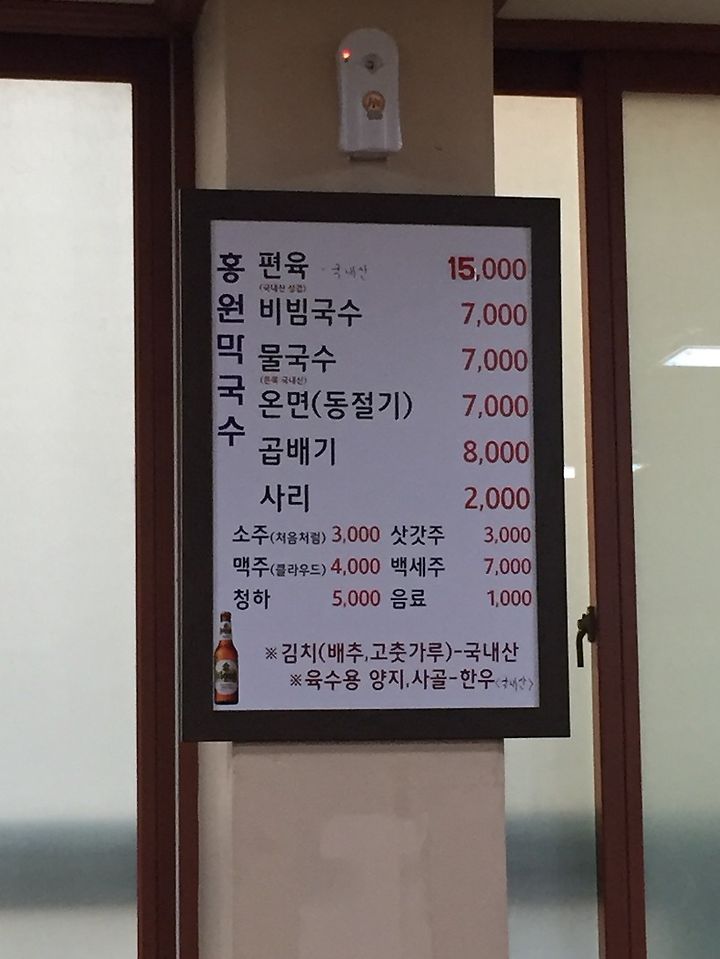 홍원막국수
편육 - 국내산 15,000
(국내산 삼겹)
비빔국수 7,000
물국수 7,000
온면(동절기) 7,000
곱배기 8,000
사리 2,000
소주(처음처럼) 3,000 삿갓주 3,000
맥주(클라우드) 4,000 백세주 7,000
청하 5,000 음료 1,000
※김치(배추,고춧가루)-국내산
※육수용 양지,사골-한우<국내산>